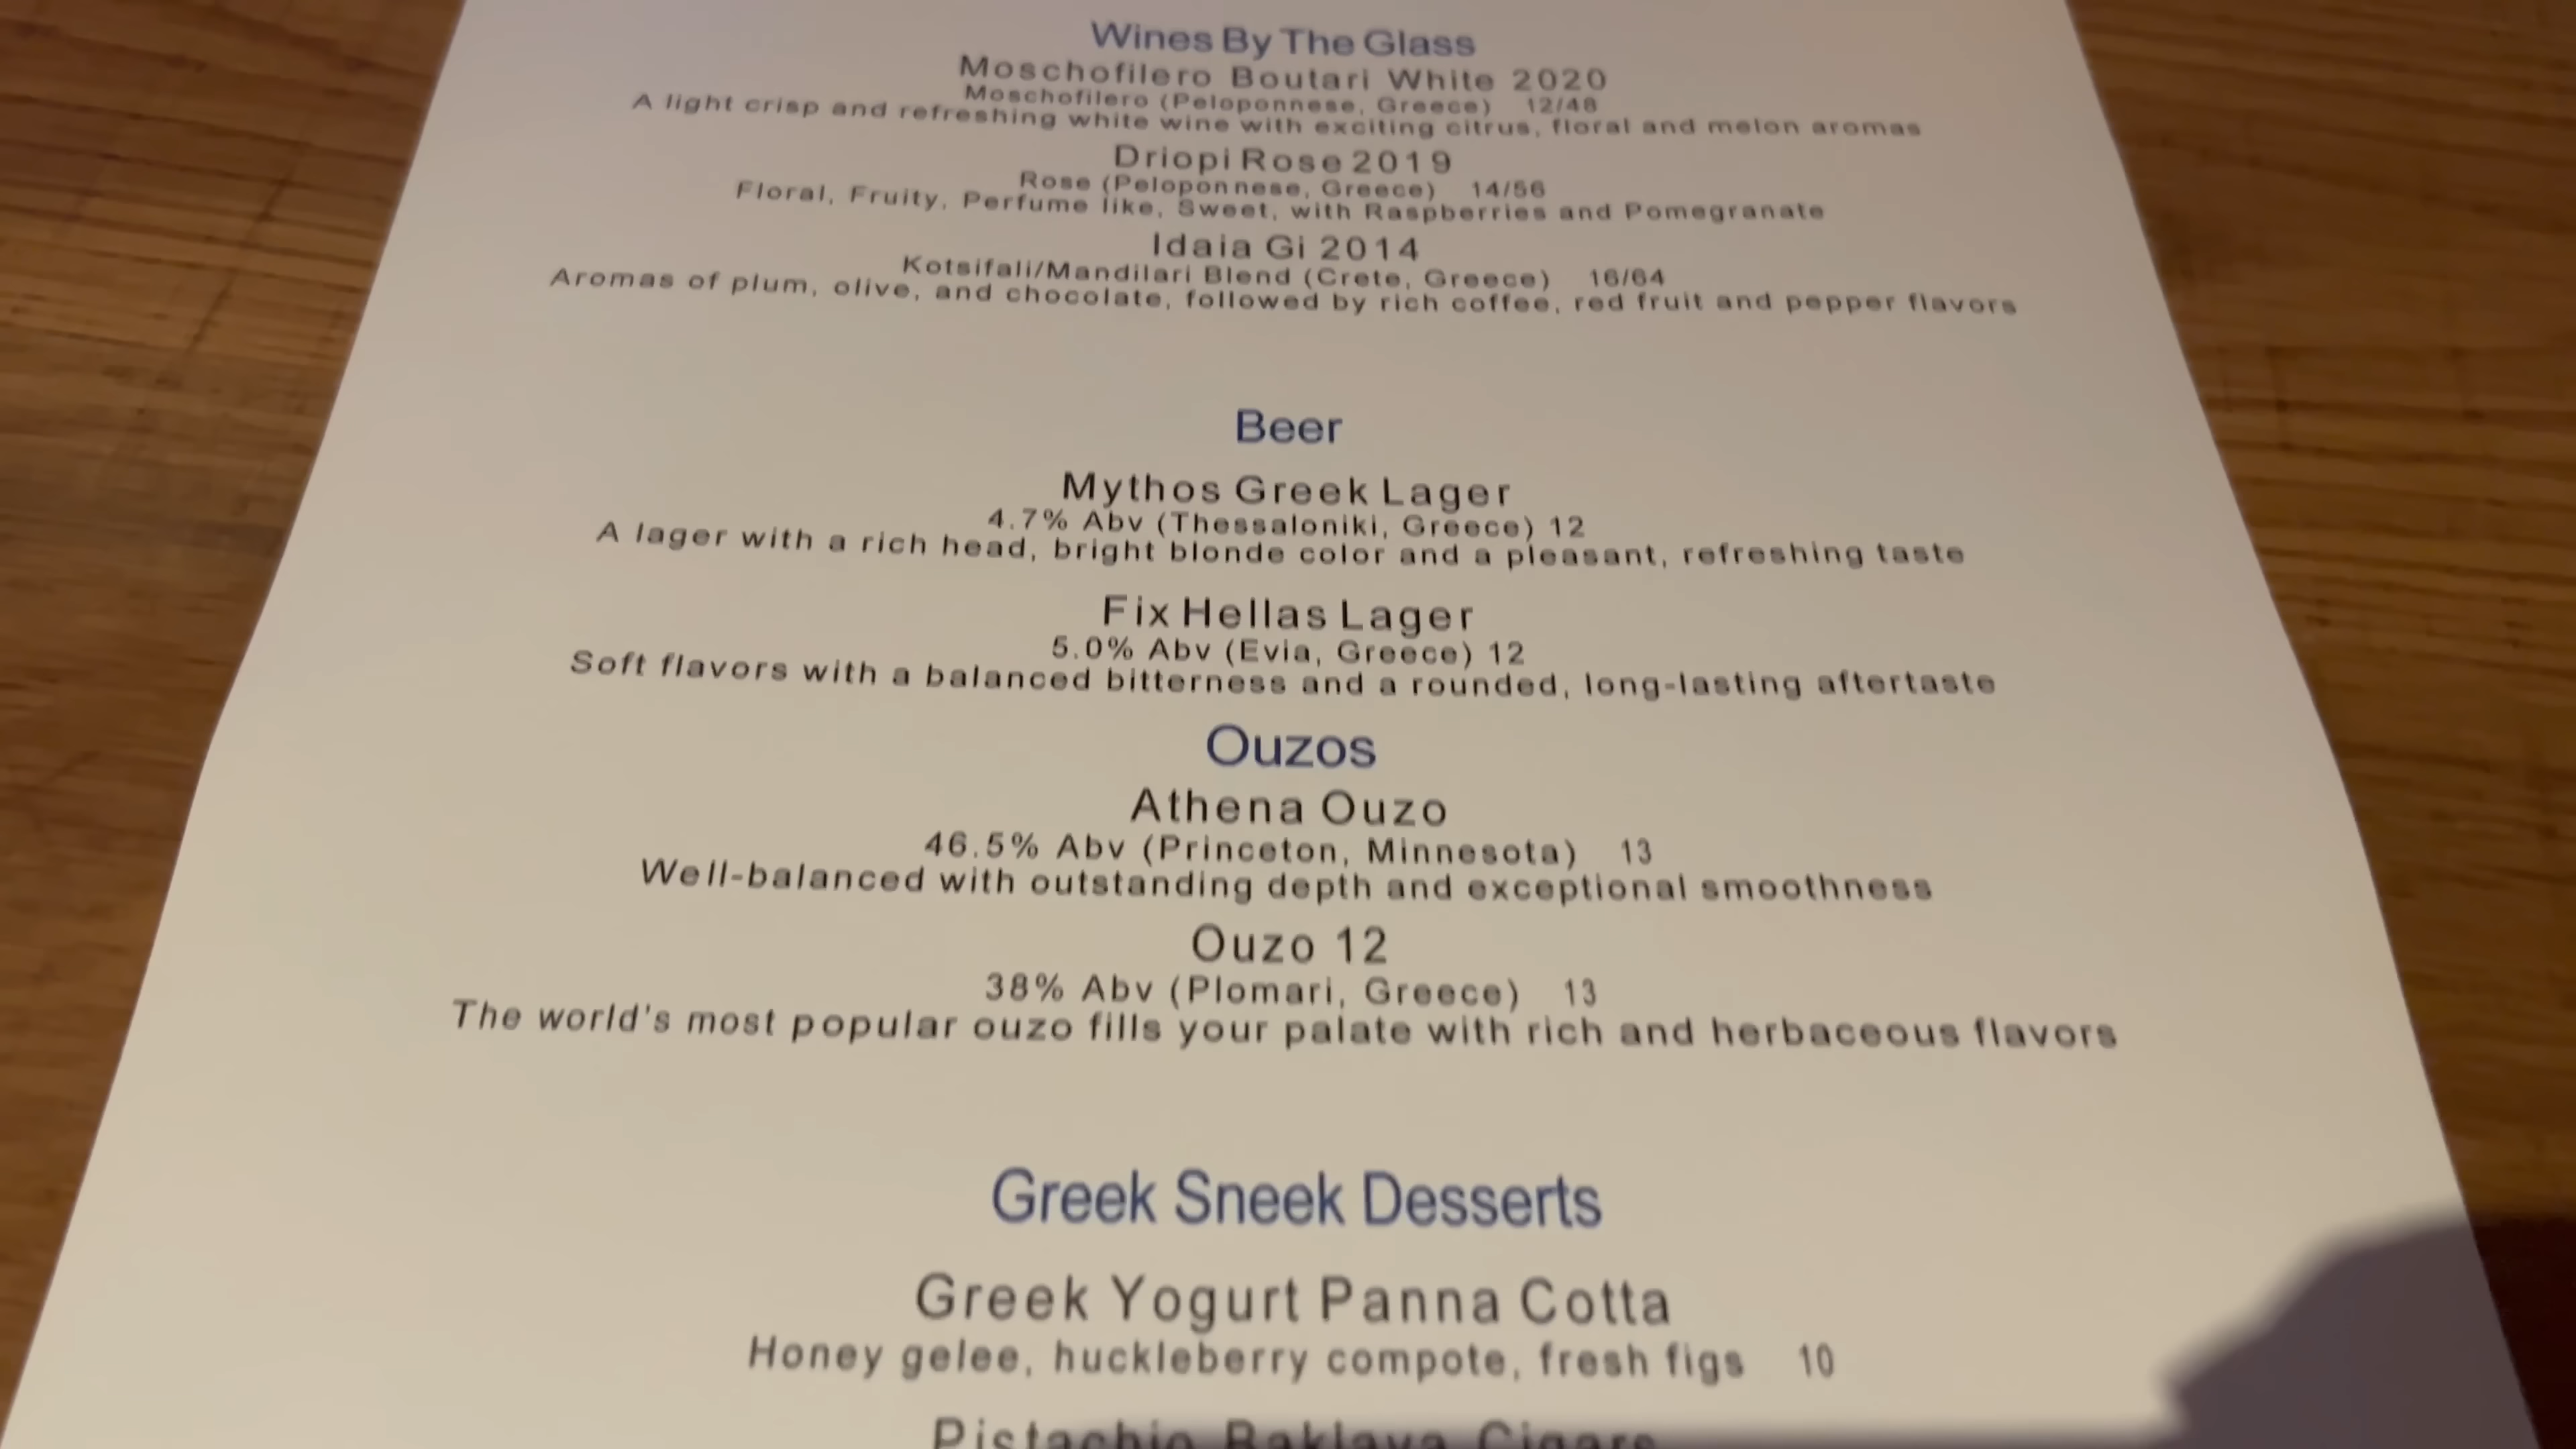 Wines By The Glass
Moschofilero Boutari White 2020
Moschofilero (Peloponnese, Greece) 12/48
A light crisp and refreshing white wine with exciting citrus, floral and melon aromas
Driopi Rose 2019
Rose (Peloponnese, Greece) 14/56
Floral, Fruity, Perfume like, Sweet, with Raspberries and Pomegranate
Idaia Gi 2014
Kotsifali/Mandilari Blend (Crete, Greece) 16/64
Aromas of plum, olive, and chocolate, followed by rich coffee, red fruit and pepper flavors
Beer
Mythos Greek Lager
4.7% Abv (Thessaloniki, Greece) 12
A lager with a rich head, bright blonde color and a pleasant, refreshing taste
Fix Hellas Lager
5.0% Abv (Evia, Greece) 12
Soft flavors with a balanced bitterness and a rounded, long-lasting aftertaste
Ouzos
Athena Ouzo
46.5% Abv (Princeton, Minnesota) 13
Well-balanced with outstanding depth and exceptional smoothness
Ouzo 12
38% Abv (Plomari, Greece) 13
The world's most popular ouzo fills your palate with rich and herbaceous flavors
Greek Sneek Desserts
Greek Yogurt Panna Cotta
Honey gelee, huckleberry compote, fresh figs 10
Pistachio Baklava Cigars